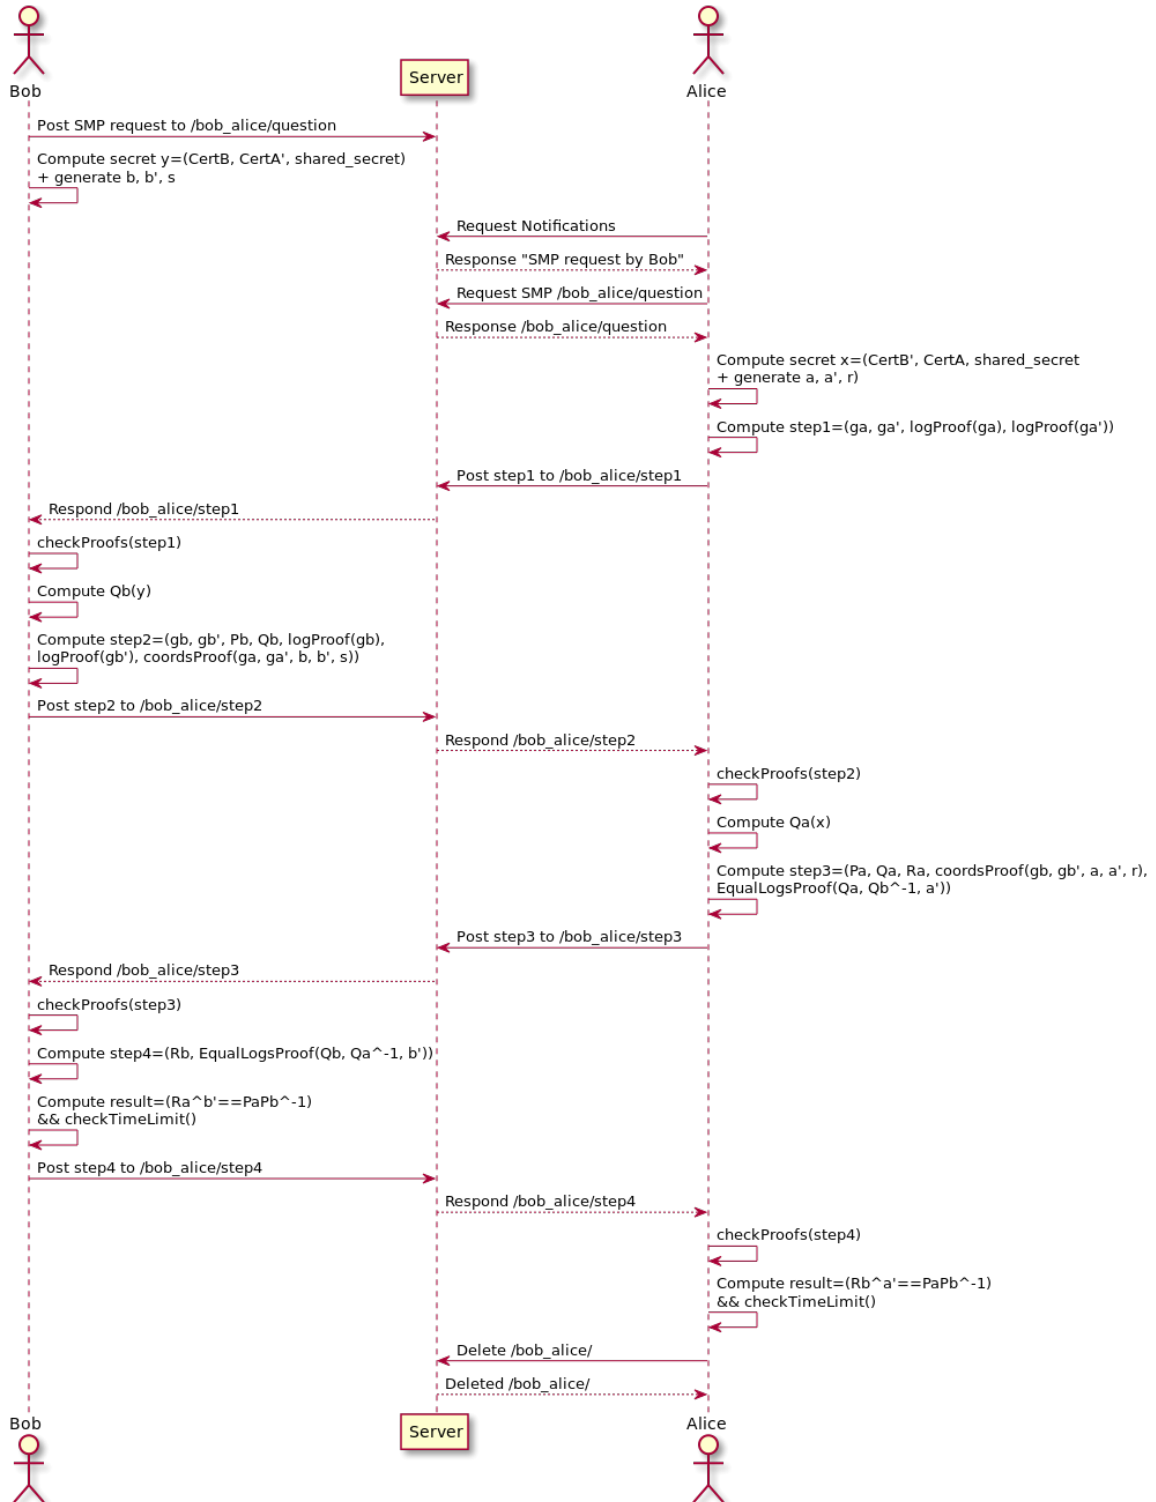 Bob
Server
Alice
Post SMP request to /bob_alice/question
Compute secret y=(CertB, CertA', shared_secret)
+ generate b, b', s
Request Notifications
Response "SMP request by Bob"
Request SMP /bob_alice/question
Response /bob_alice/question
Compute secret x=(CertB', CertA, shared_secret
+ generate a, a', r)
Compute step1=(ga, ga', logProof(ga), logProof(ga'))
Post step1 to /bob_alice/step1
Respond /bob_alice/step1
checkProofs(step1)
Compute Qb(y)
Compute step2=(gb, gb', Pb, Qb, logProof(gb),
logProof(gb'), coordsProof(ga, ga', b, b', s))
Post step2 to /bob_alice/step2
Respond /bob_alice/step2
checkProofs(step2)
Compute Qa(x)
Compute step3=(Pa, Qa, Ra, coordsProof(gb, gb', a, a', r),
EqualLogsProof(Qa, Qb^-1, a'))
Post step3 to /bob_alice/step3
Respond /bob_alice/step3
checkProofs(step3)
Compute step4=(Rb, EqualLogsProof(Qb, Qa^-1, b'))
Compute result=(Ra^b'==PaPb^-1)
&& checkTimeLimit()
Post step4 to /bob_alice/step4
Respond /bob_alice/step4
checkProofs(step4)
Compute result=(Rb^a'==PaPb^-1)
&& checkTimeLimit()
Delete /bob_alice/
Deleted /bob_alice/
Bob
Server
Alice